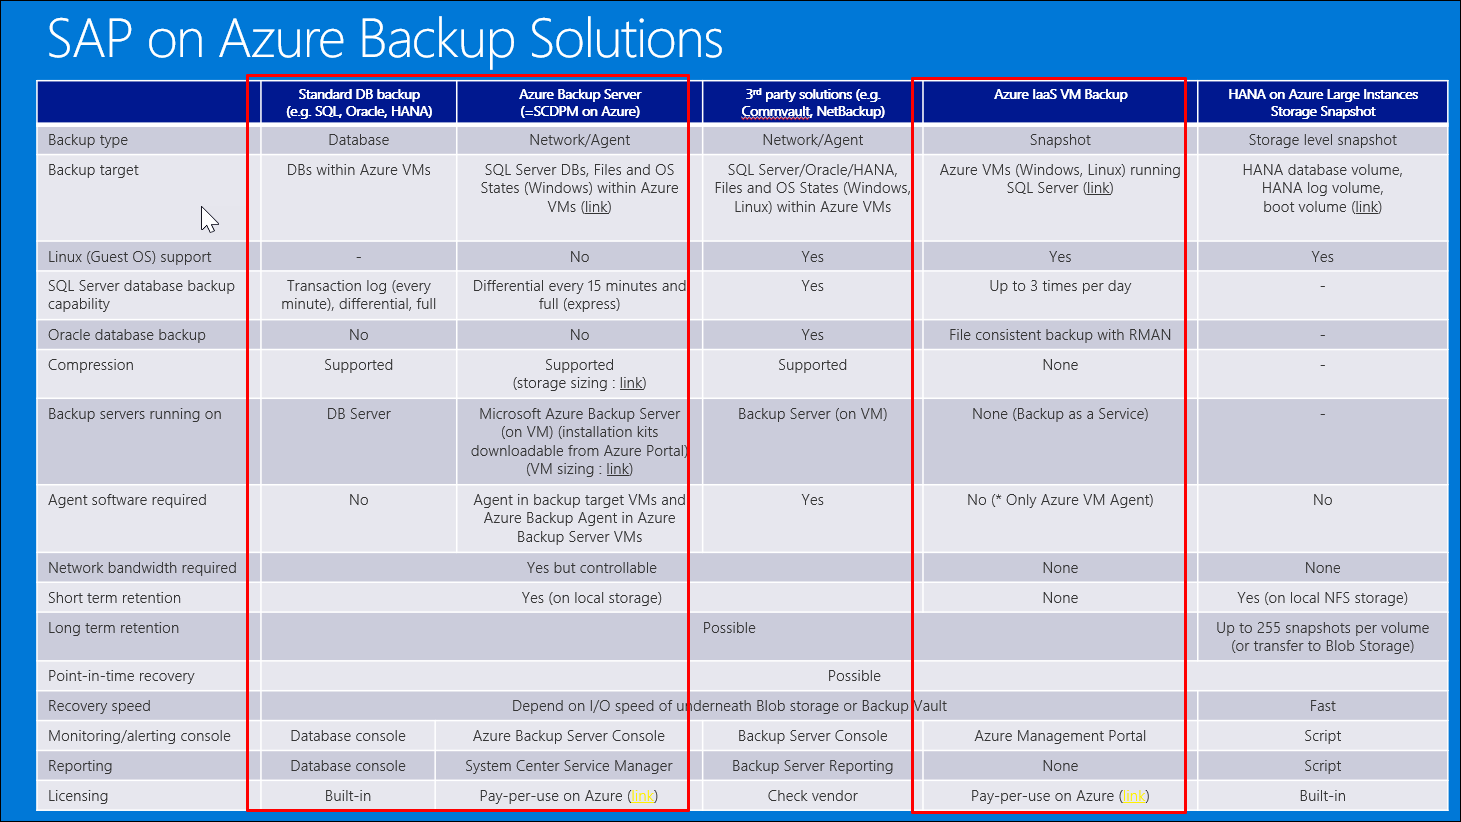 SAP on Azure Backup Solutions
Standard DB backup
(e.g. SQL, Oracle, HANA)
Azure Backup Server
(=SCDPM on Azure)
3rd party solutions (e.g.
Commvault, NetBackup)
Azure IaaS VM Backup
HANA on Azure Large Instances
Storage Snapshot
Backup type
Database
Network/Agent
Network/Agent
Snapshot
Storage level snapshot
Backup target
DBs within Azure VMs
SQL Server DBs, Files and OS
States (Windows) within Azure
VMs (link)
SQL Server/Oracle/HANA,
Files and OS States (Windows,
Linux) within Azure VMs
Azure VMs (Windows, Linux) running
SQL Server (link)
HANA database volume,
HANA log volume,
boot volume (link)
Linux (Guest OS) support
-
No
Yes
Yes
Yes
SQL Server database backup
capability
Transaction log (every
minute), differential, full
Differential every 15 minutes and
full (express)
Yes
Up to 3 times per day
-
Oracle database backup
No
No
Yes
File consistent backup with RMAN
-
Compression
Supported
Supported
(storage sizing : link)
Supported
None
-
Backup servers running on
DB Server
Microsoft Azure Backup Server
(on VM) (installation kits
downloadable from Azure Portal)
(VM sizing : link)
Backup Server (on VM)
None (Backup as a Service)
-
Agent software required
No
Agent in backup target VMs and
Azure Backup Agent in Azure
Backup Server VMs
Yes
No (* Only Azure VM Agent)
No
Network bandwidth required
Yes but controllable
None
None
Short term retention
Yes (on local storage)
None
Yes (on local NFS storage)
Long term retention
Possible
Up to 255 snapshots per volume
(or transfer to Blob Storage)
Point-in-time recovery
Possible
Recovery speed
Depend on I/O speed of underneath Blob storage or Backup Vault
Fast
Monitoring/alerting console
Database console
Azure Backup Server Console
Backup Server Console
Azure Management Portal
Script
Reporting
Database console
System Center Service Manager
Backup Server Reporting
None
Script
Licensing
Built-in
Pay-per-use on Azure (link)
Check vendor
Pay-per-use on Azure (link)
Built-in